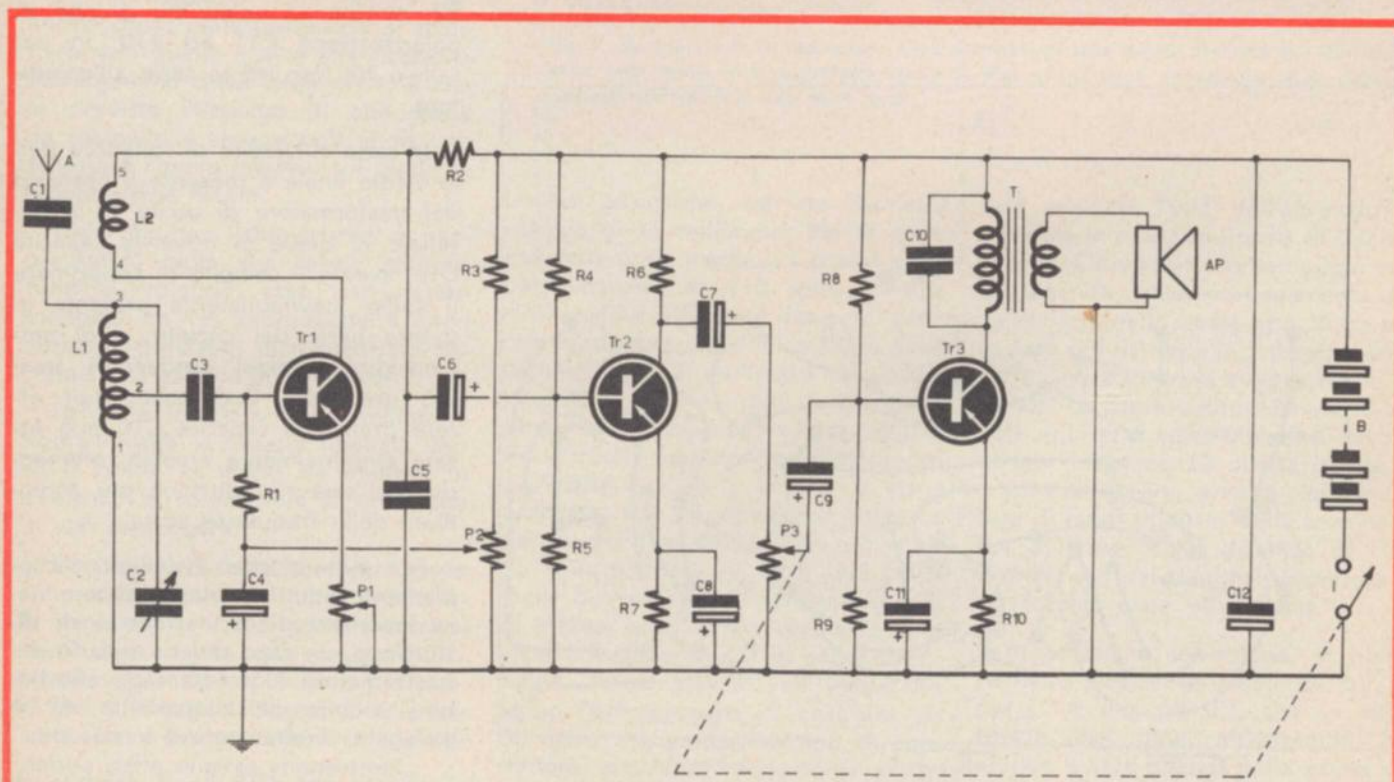 A
C1
5
L2
4
3
L1
2
1
C3
Tr1
R1
C2
C4
P1
R2
C6
+
C5
P2
R3
R4
R5
R6
Tr2
C7
+
R7
C8
+
P3
C9
+
R8
R9
Tr3
C10
T
AP
C11
+
R10
C12
B
I
+